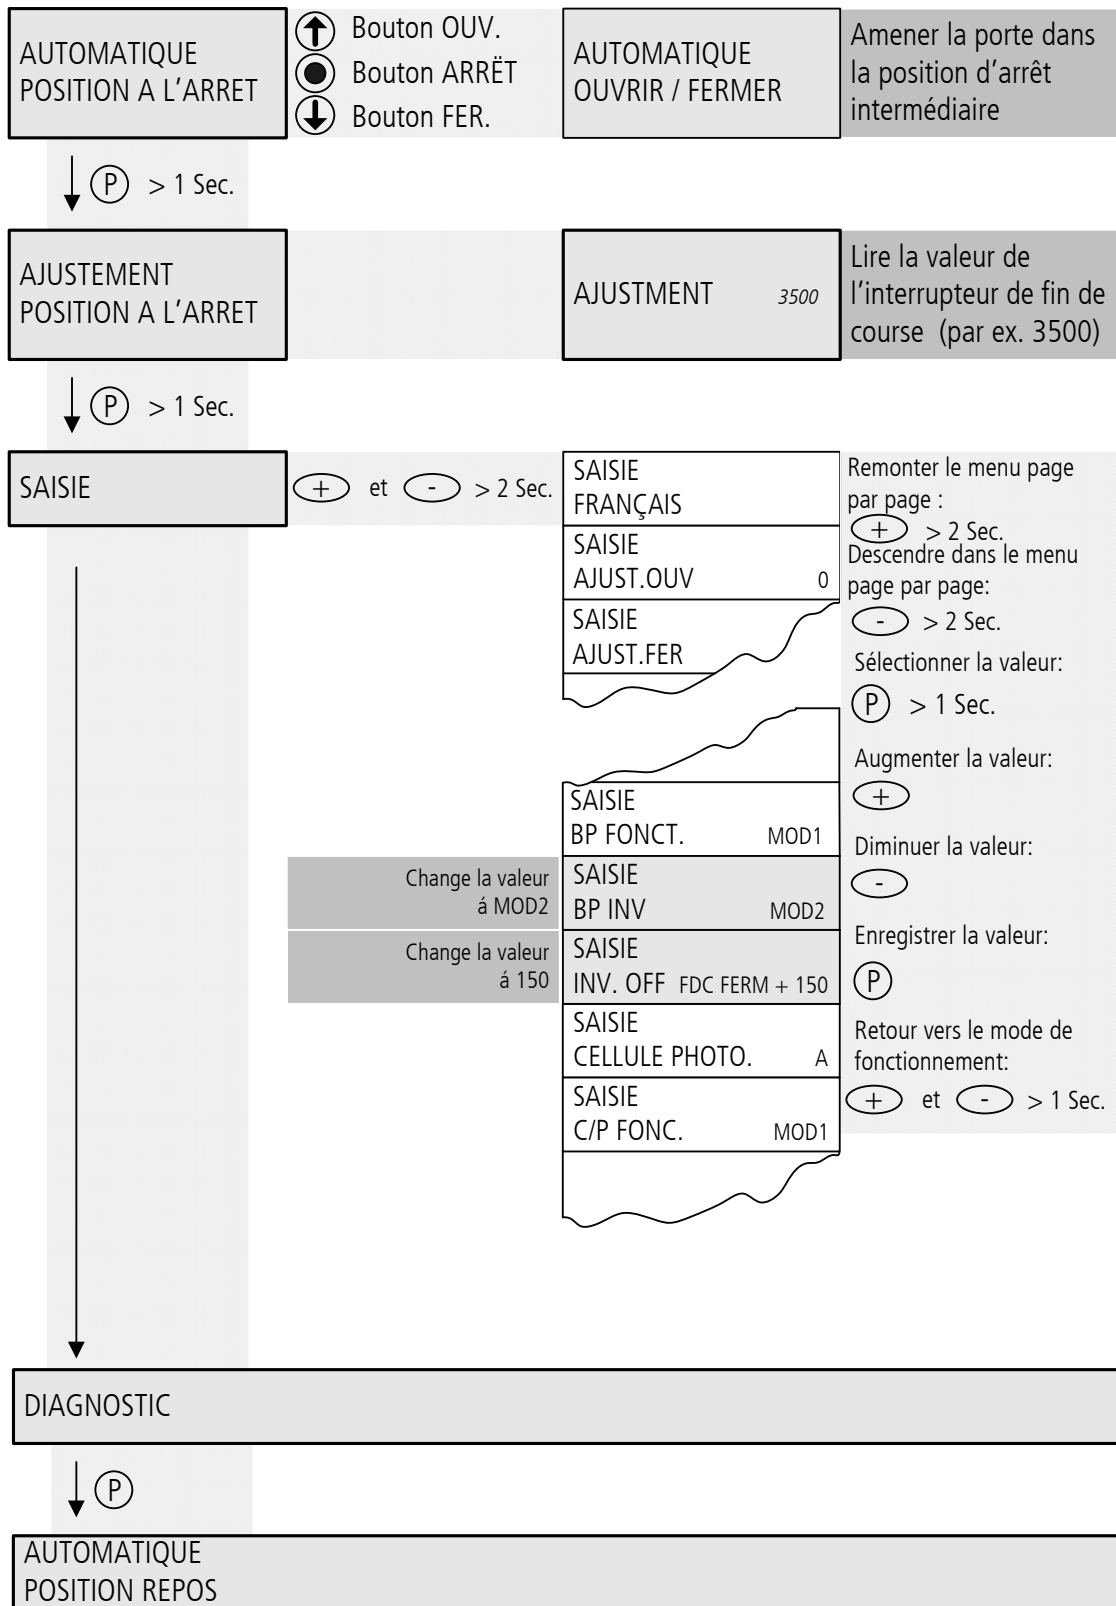 AUTOMATIQUE
POSITION A L’ARRET
Bouton OUV.
Bouton ARRËT
Bouton FER.
AUTOMATIQUE
OUVRIR / FERMER
Amener la porte dans
la position d’arrêt
intermédiaire
P > 1 Sec.
AJUSTEMENT
POSITION A L’ARRET
AJUSTMENT 3500
Lire la valeur de
l’interrupteur de fin de
course (par ex. 3500)
P > 1 Sec.
SAISIE
+ et - > 2 Sec.
SAISIE
FRANÇAIS
SAISIE
AJUST.OUV 0
SAISIE
AJUST.FER
SAISIE
BP FONCT. MOD1
Change la valeur
á MOD2
SAISIE
BP INV MOD2
Change la valeur
á 150
SAISIE
INV. OFF FDC FERM + 150
SAISIE
CELLULE PHOTO. A
SAISIE
C/P FONC. MOD1
Remonter le menu page
par page :
+ > 2 Sec.
Descendre dans le menu
page par page:
- > 2 Sec.
Sélectionner la valeur:
P > 1 Sec.
Augmenter la valeur:
+
Diminuer la valeur:
-
Enregistrer la valeur:
P
Retour vers le mode de
fonctionnement:
+ et - > 1 Sec.
DIAGNOSTIC
P
AUTOMATIQUE
POSITION REPOS